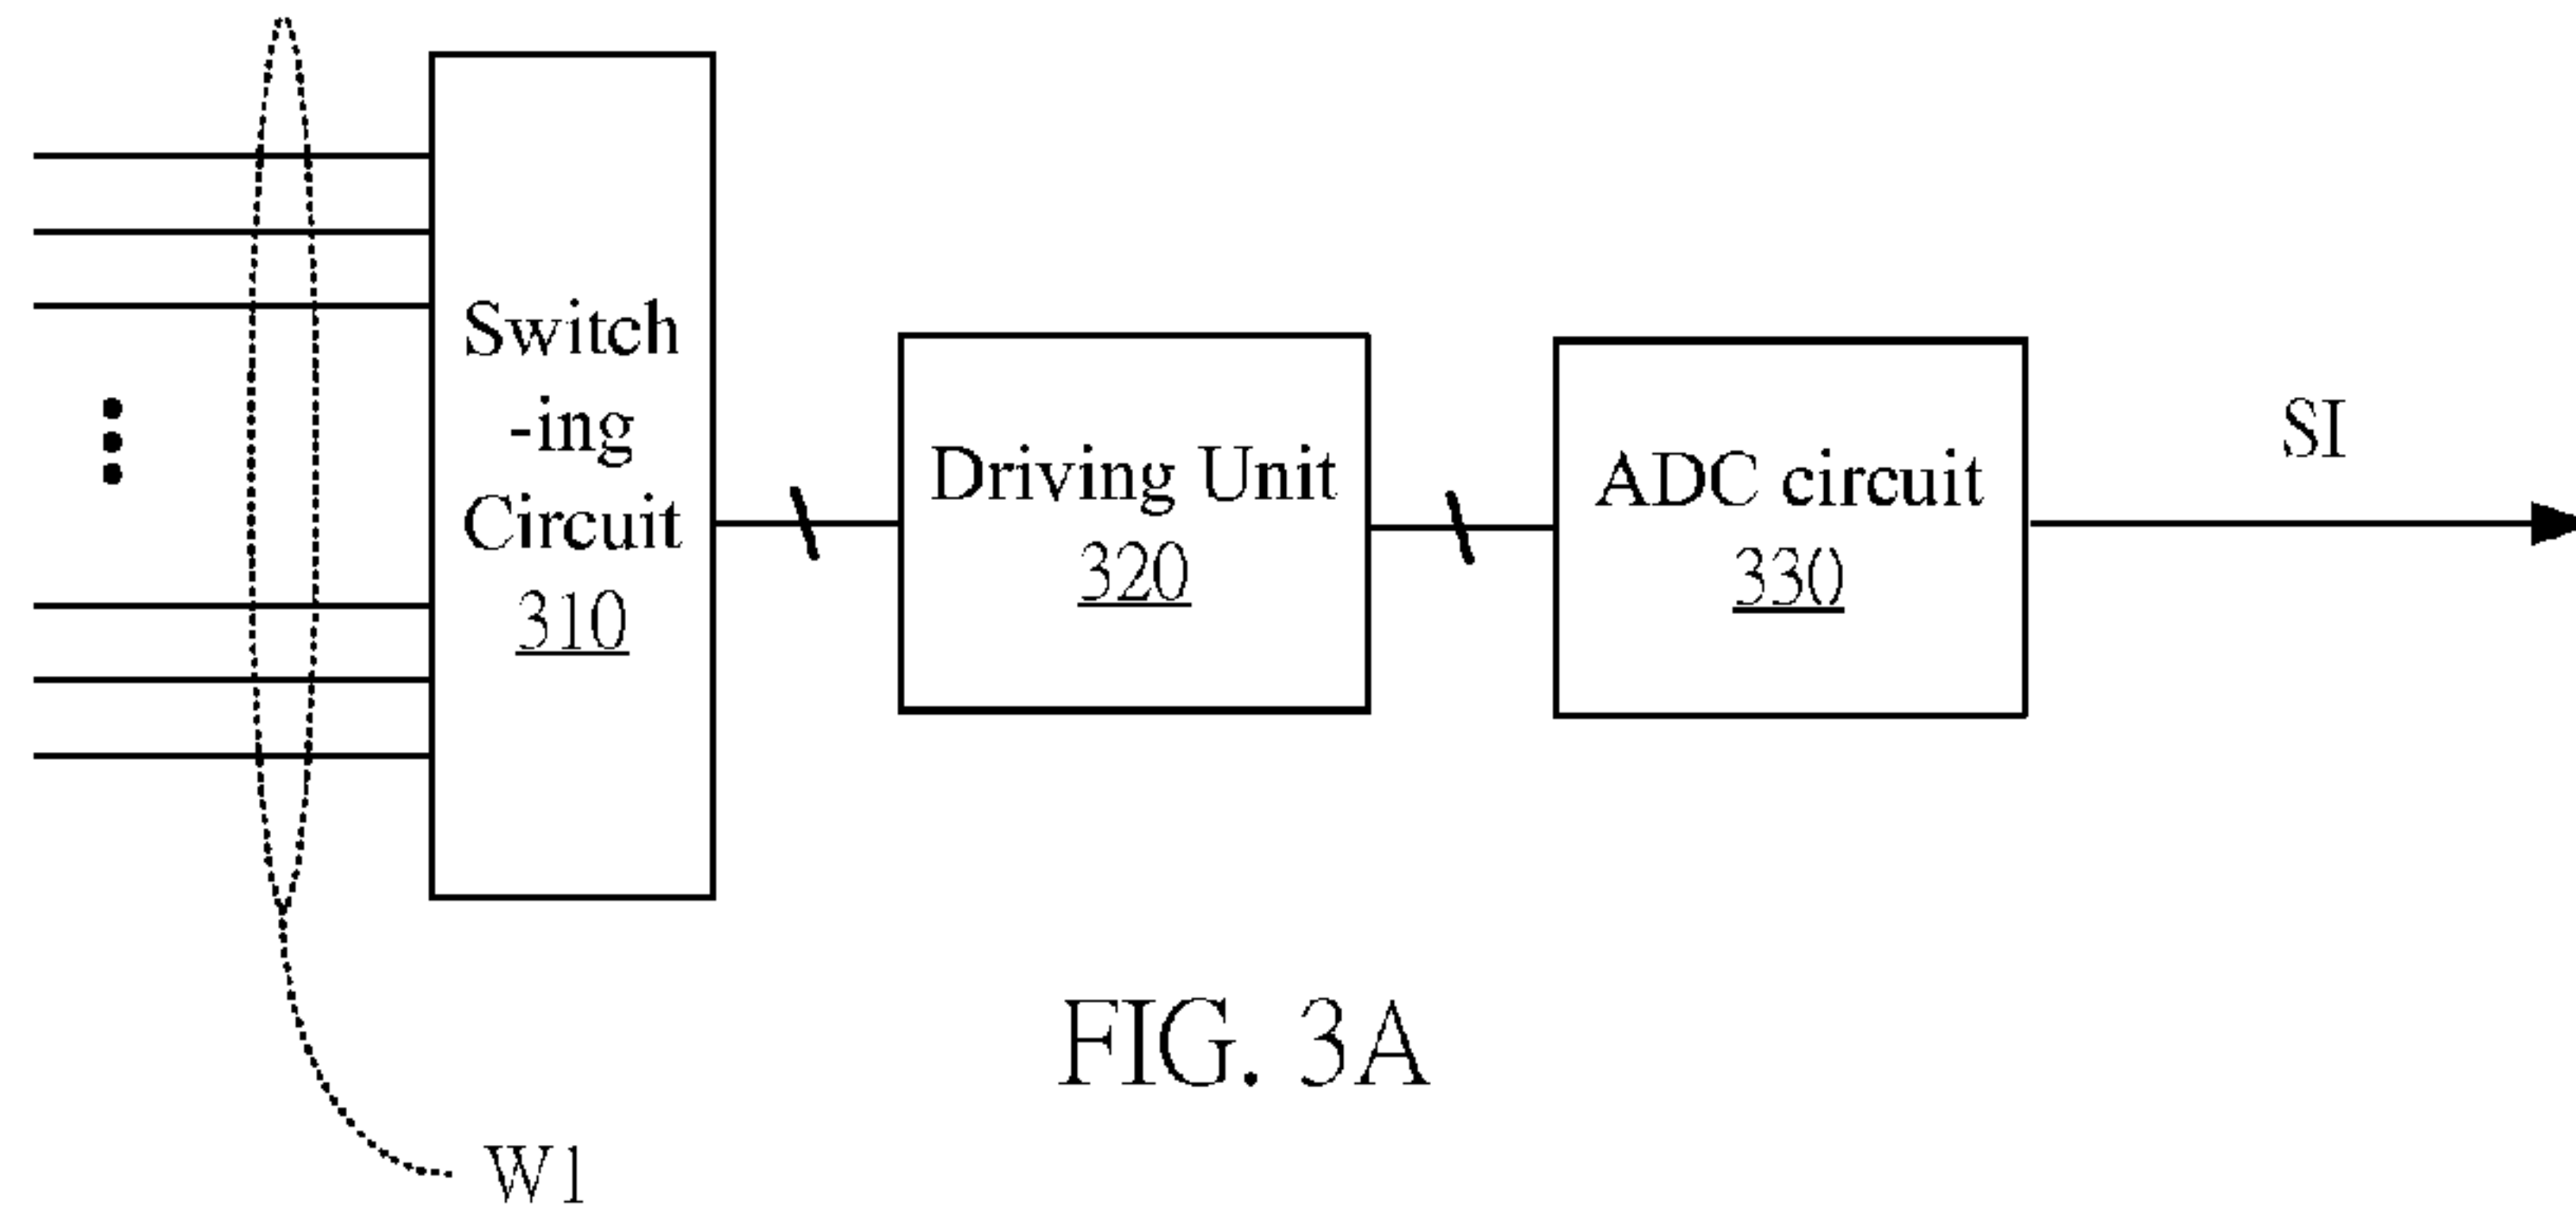 Switch
-ing
Circuit
310
Driving Unit
320
ADC circuit
330
SI
FIG. 3A
W1